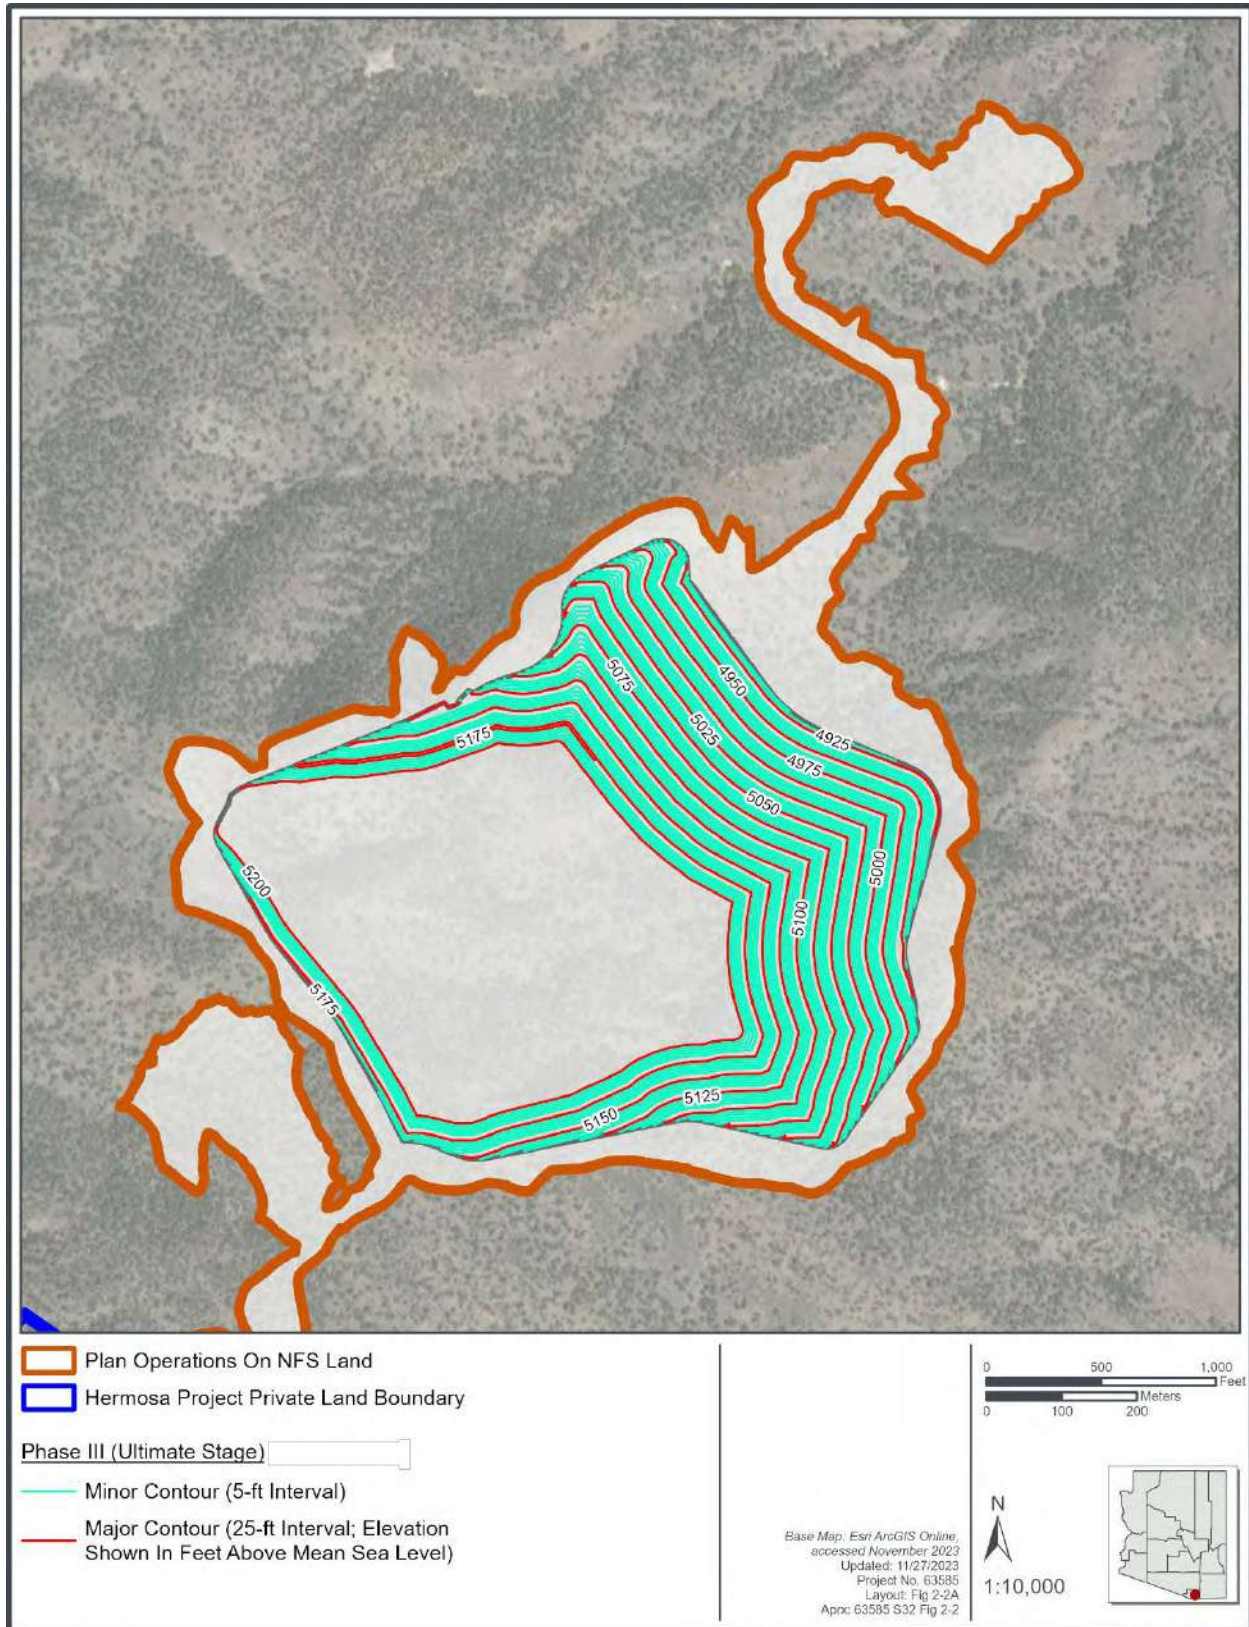 4950
5075
5025
4925
5175
4975
5050
5000
5200
5100
5175
5125
5150
Plan Operations On NFS Land
Hermosa Project Private Land Boundary
Phase III (Ultimate Stage)
Minor Contour (5-ft Interval)
Major Contour (25-ft Interval; Elevation
Shown In Feet Above Mean Sea Level)
Base Map: Esri ArcGIS Online,
accessed November 2023
Updated: 11/27/2023
Project No. 63585
Layout: Fig 2-2A
Aprx: 63585 S32 Fig 2-2
0 500 1,000
Feet
Meters
0 100 200
N
1:10,000